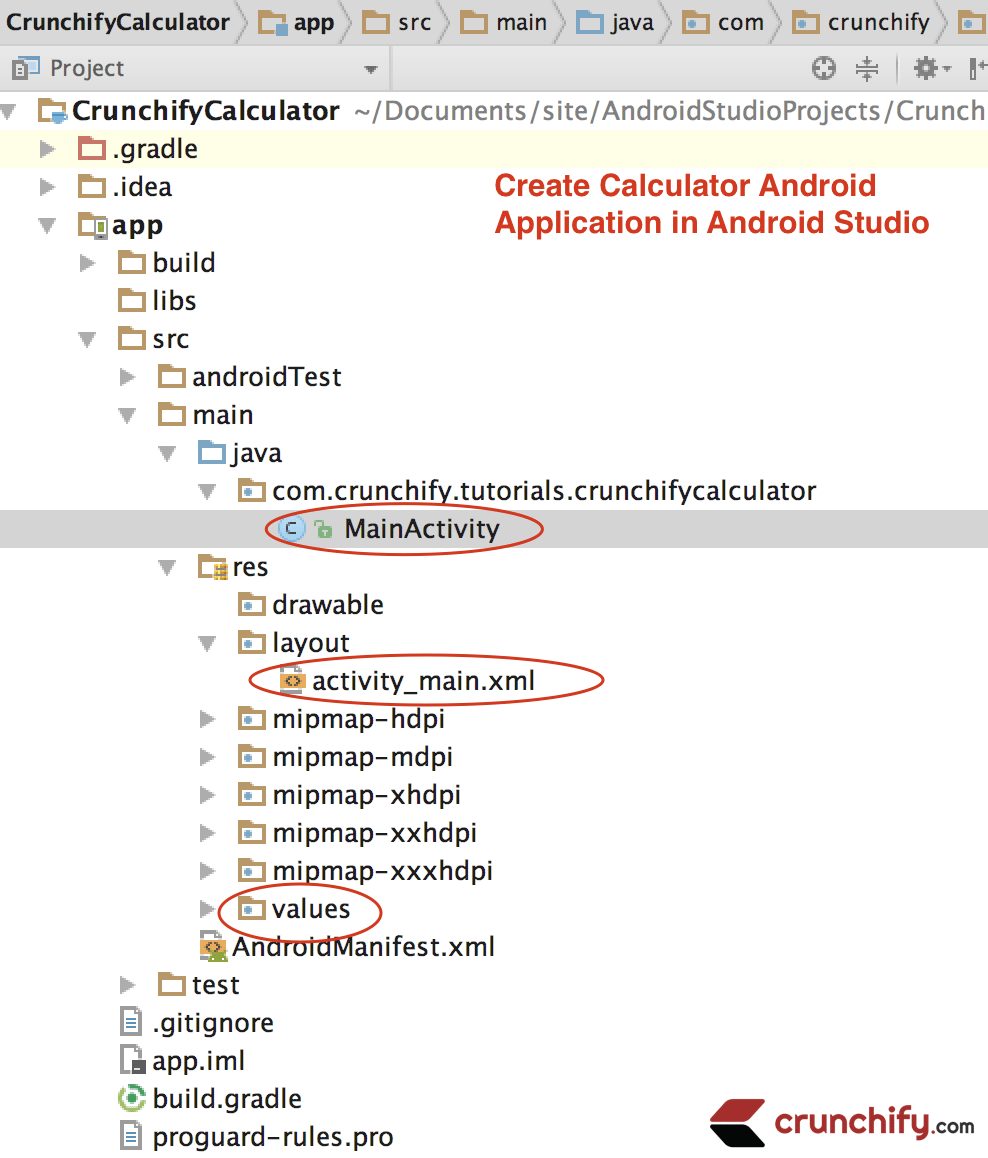 CrunchifyCalculator app src main java com crunchify
Project
CrunchifyCalculator ~/Documents/site/AndroidStudioProjects/Crunch
.gradle
.idea
Create Calculator Android
Application in Android Studio
app
build
libs
src
androidTest
main
java
com.crunchify.tutorials.crunchifycalculator
C MainActivity
res
drawable
layout
<> activity_main.xml
mipmap-hdpi
mipmap-mdpi
mipmap-xhdpi
mipmap-xxhdpi
mipmap-xxxhdpi
values
<> AndroidManifest.xml
test
.gitignore
app.iml
build.gradle
proguard-rules.pro
crunchify.com